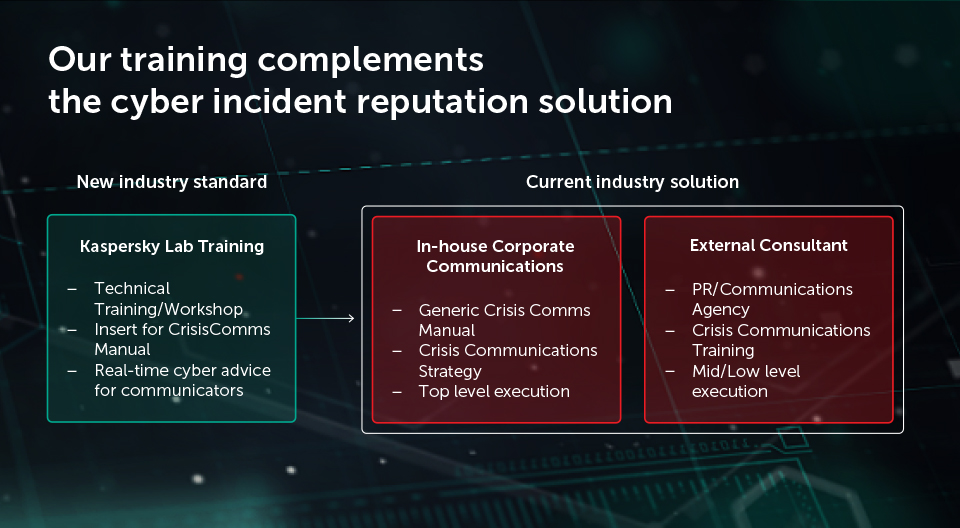 Our training complements
the cyber incident reputation solution
New industry standard
Current industry solution
Kaspersky Lab Training
– Technical
Training/Workshop
– Insert for CrisisComms
Manual
– Real-time cyber advice
for communicators
In-house Corporate
Communications
– Generic Crisis Comms
Manual
– Crisis Communications
Strategy
– Top level execution
External Consultant
– PR/Communications
Agency
– Crisis Communications
Training
– Mid/Low level
execution